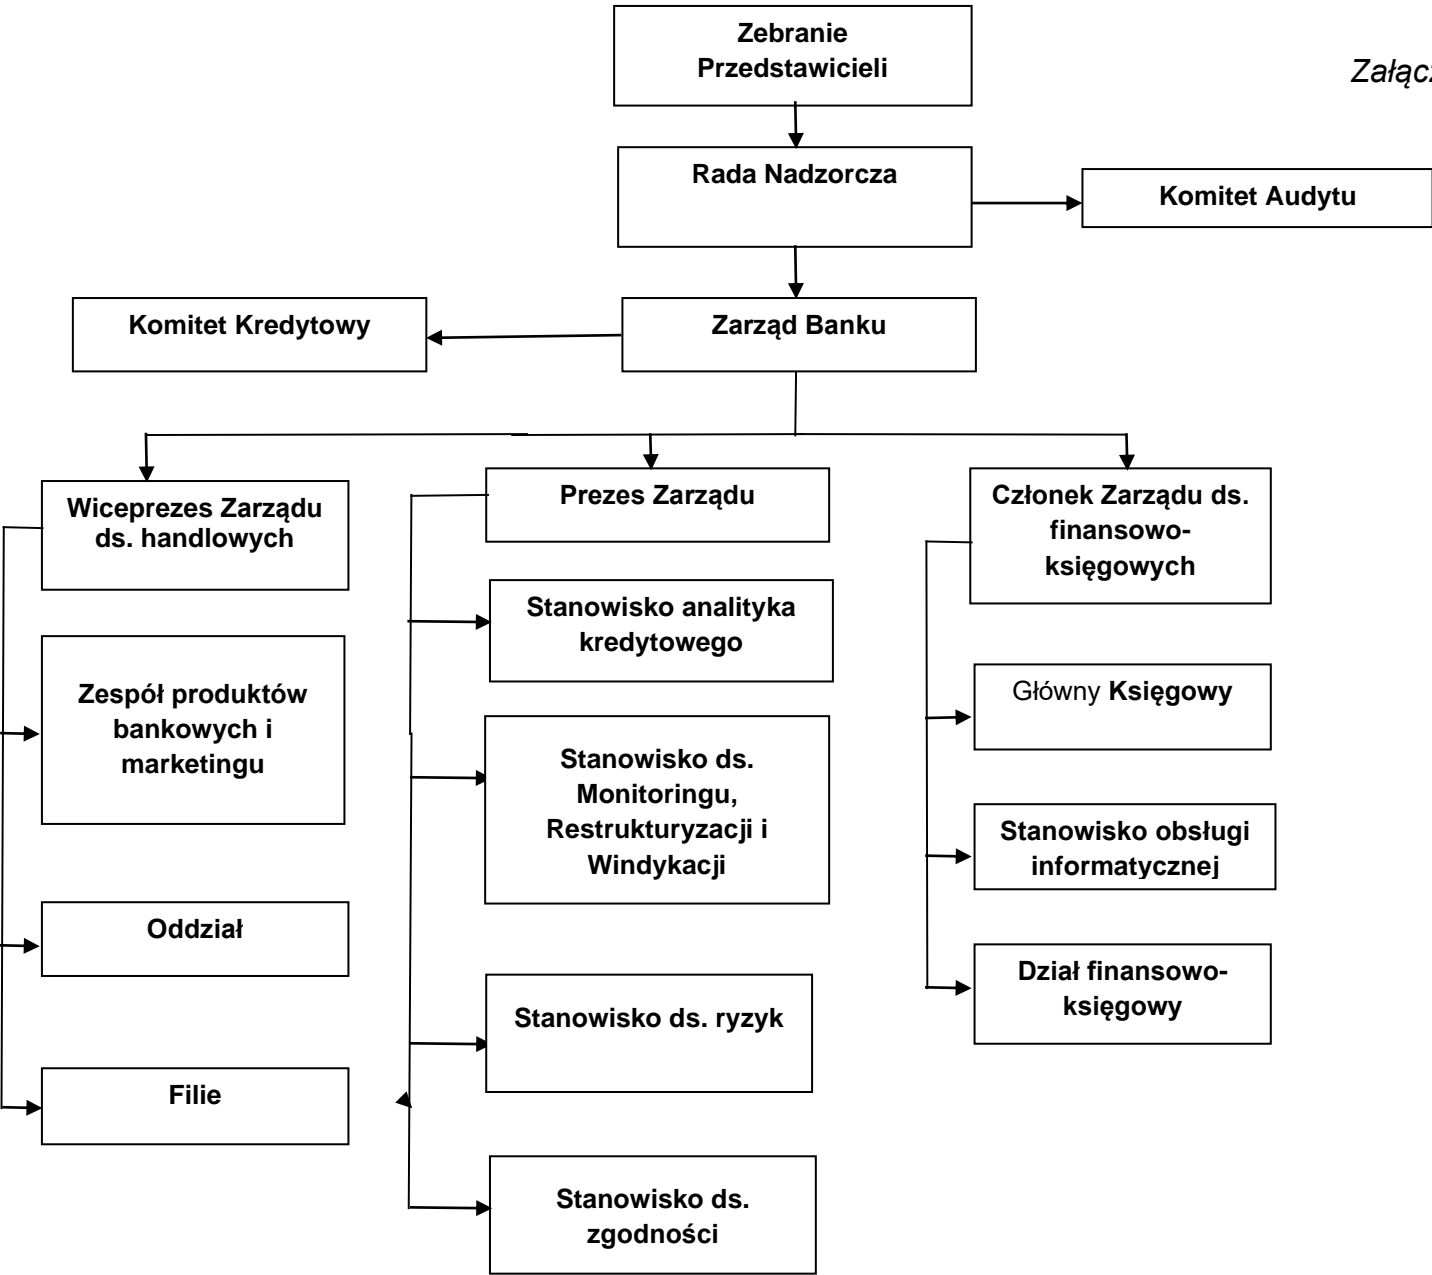 Zebranie
Przedstawicieli
Załącz
Rada Nadzorcza
Komitet Audytu
Komitet Kredytowy
Zarząd Banku
Wiceprezes Zarządu
ds. handlowych
Prezes Zarządu
Członek Zarządu ds.
finansowo-
księgowych
Stanowisko analityka
kredytowego
Zespół produktów
bankowych i
marketingu
Główny Księgowy
Stanowisko ds.
Monitoringu,
Restrukturyzacji i
Windykacji
Stanowisko obsługi
informatycznej
Oddział
Dział finansowo-
księgowy
Stanowisko ds. ryzyk
Filie
Stanowisko ds.
zgodności